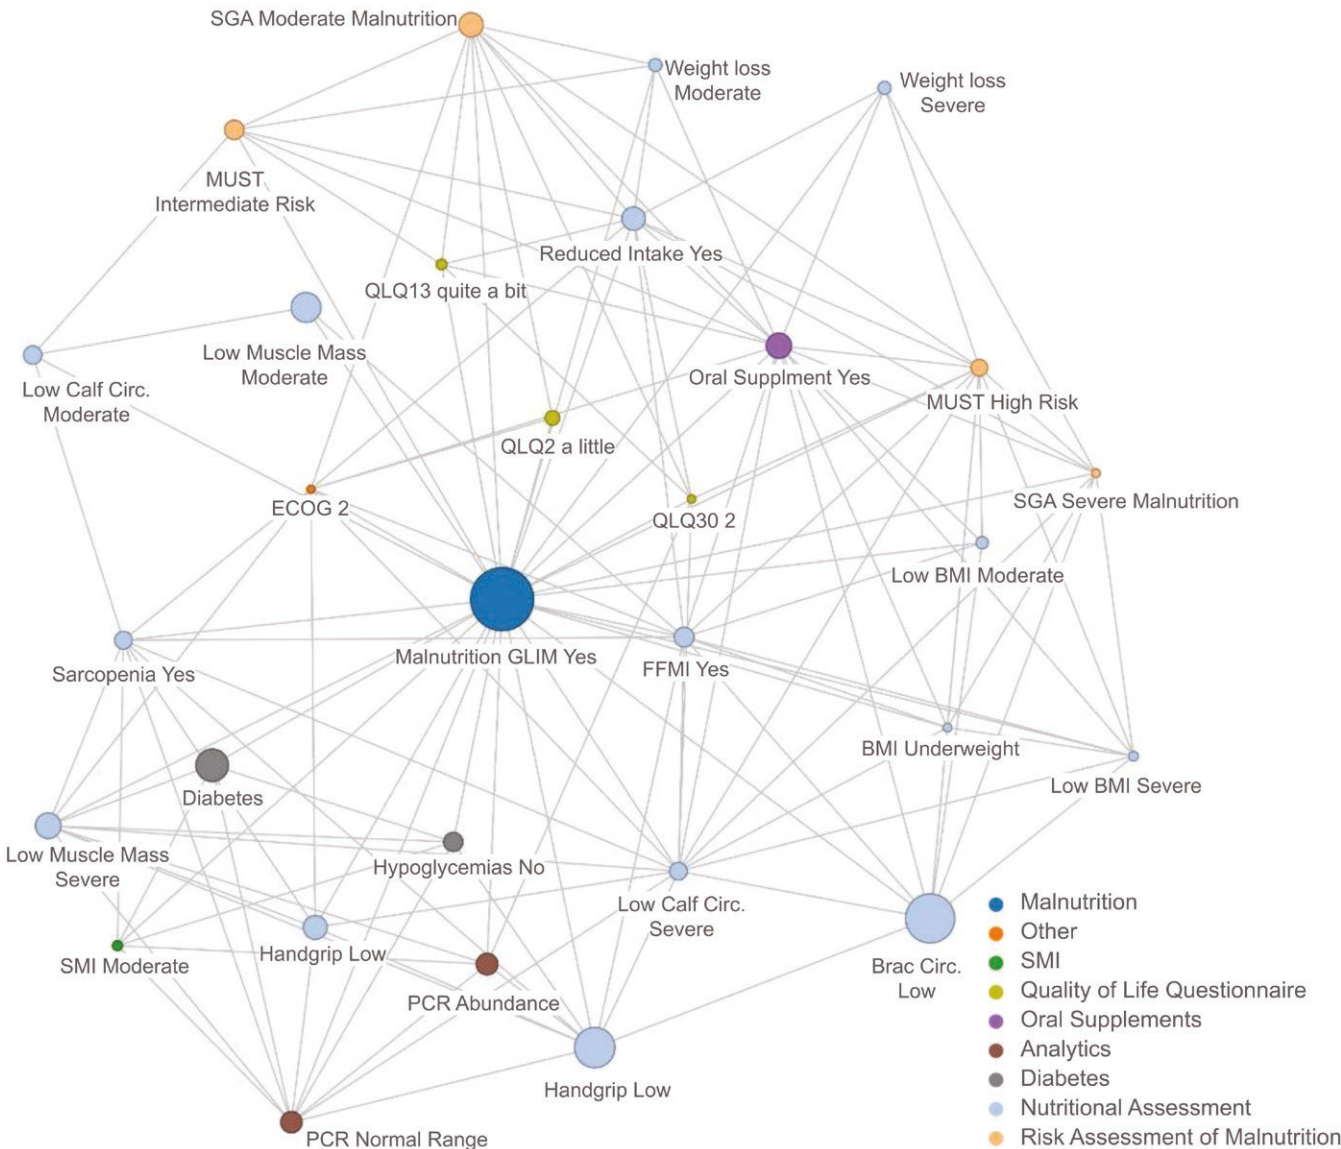 SGA Moderate Malnutrition
Weight loss
Moderate
Weight loss
Severe
MUST
Intermediate Risk
Reduced Intake Yes
QLQ13 quite a bit
Low Muscle Mass
Moderate
Low Calf Circ.
Moderate
Oral Supplment Yes
MUST High Risk
QLQ2 a little
ECOG 2
QLQ30 2
SGA Severe Malnutrition
Low BMI Moderate
Malnutrition GLIM Yes
FFMI Yes
Sarcopenia Yes
BMI Underweight
Low BMI Severe
Diabetes
Low Muscle Mass
Severe
Hypoglycemias No
Low Calf Circ.
Severe
SMI Moderate
Handgrip Low
PCR Abundance
Brac Circ.
Low
Handgrip Low
PCR Normal Range
Malnutrition
Other
SMI
Quality of Life Questionnaire
Oral Supplements
Analytics
Diabetes
Nutritional Assessment
Risk Assessment of Malnutrition